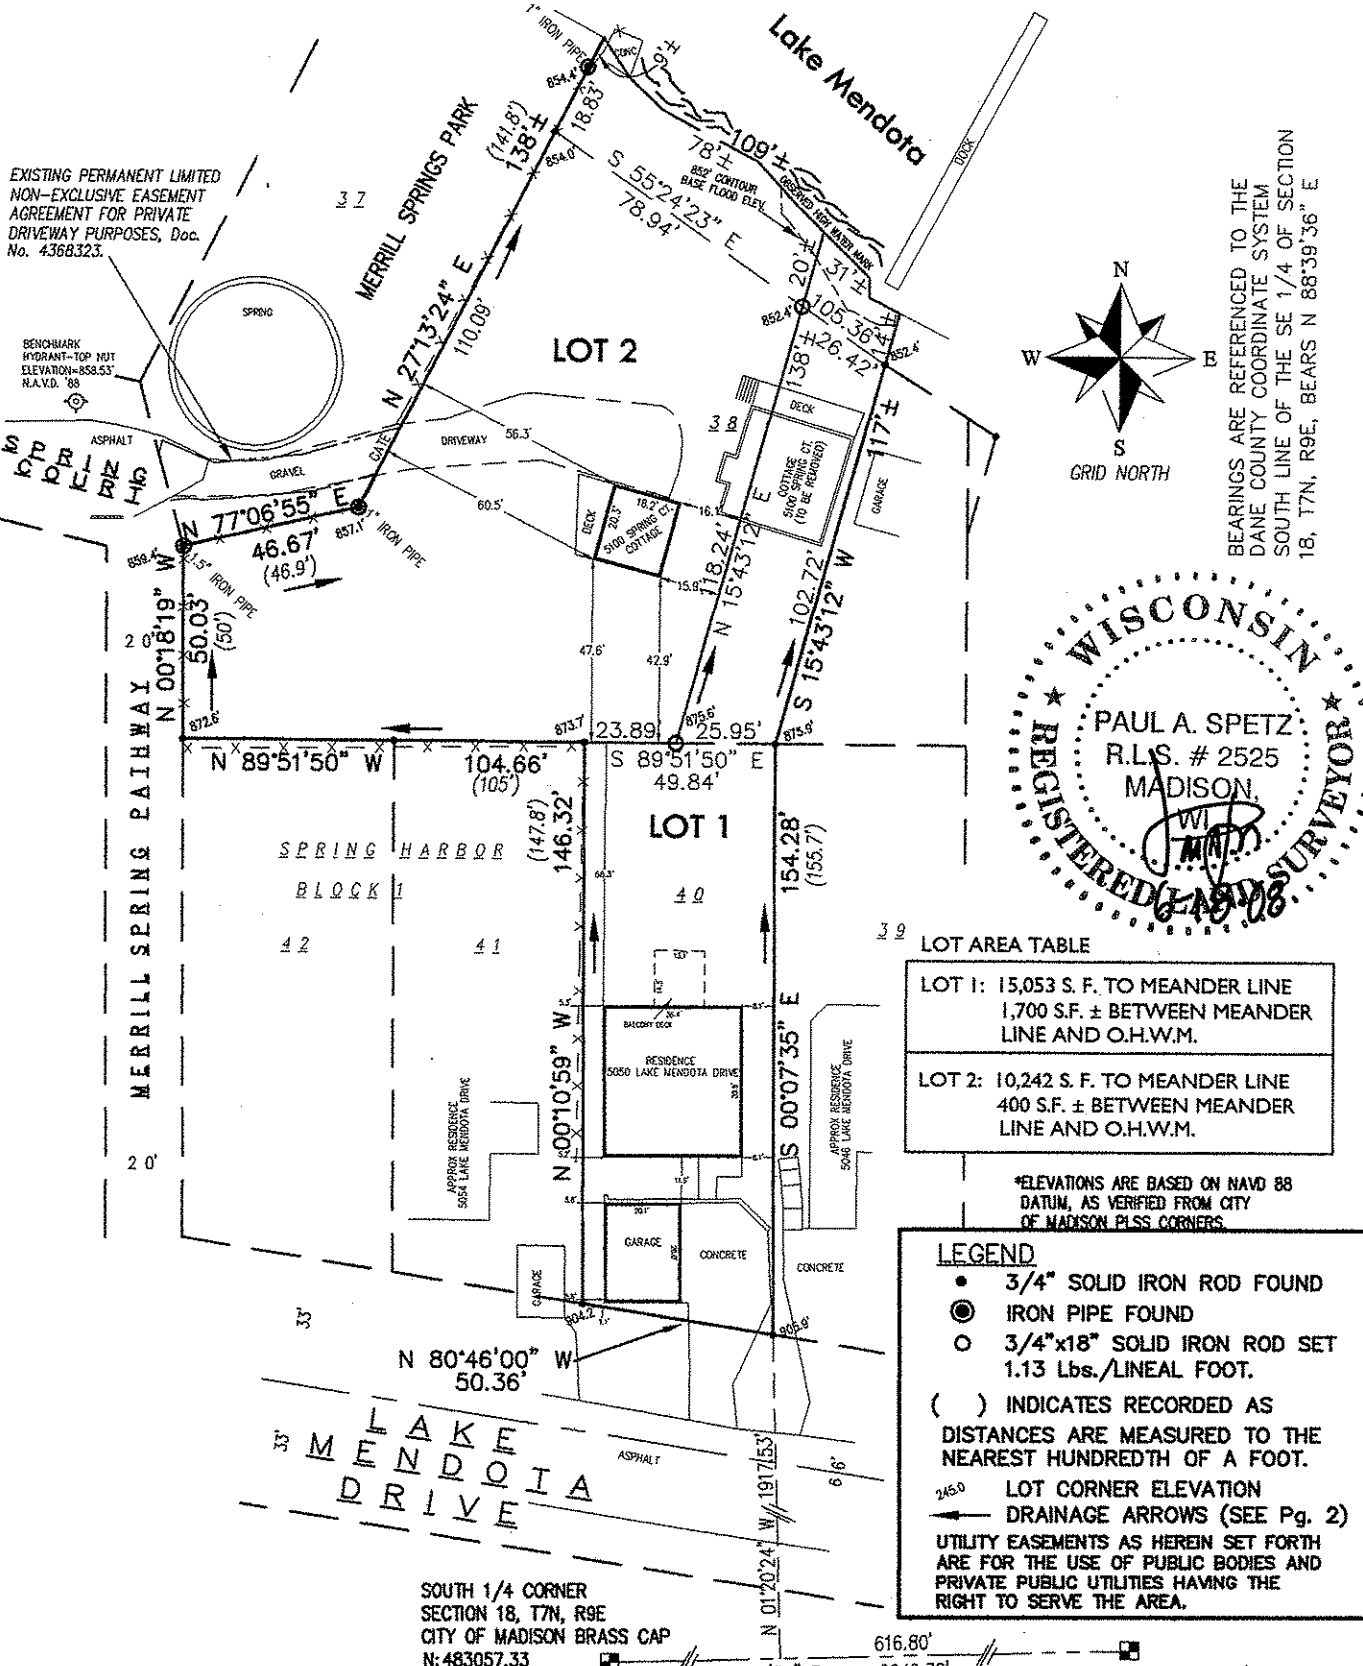 1" IRON PIPE
CONC
9'±
Lake Mendota
DOCK
854.4'
18.83'
(141.8')
138'±
854.0'
MERRILL SPRINGS PARK
37
EXISTING PERMANENT LIMITED
NON-EXCLUSIVE EASEMENT
AGREEMENT FOR PRIVATE
DRIVEWAY PURPOSES, Doc.
No. 4368323.
109'±
78'±
852' CONTOUR
BASE FLOOD ELEV.
OBSERVED HIGH WATER MARK
S 55°24'23" E
78.94'
20'
31'±
105.36'
14'±
26.42'
852.4'
852.4'
BEARINGS ARE REFERENCED TO THE
DANE COUNTY COORDINATE SYSTEM
SOUTH LINE OF THE SE 1/4 OF SECTION
18, T7N, R9E, BEARS N 88°39'36" E
N
W
E
S
GRID NORTH
SPRING
BENCHMARK
HYDRANT-TOP NUT
ELEVATION=858.53'
N.A.V.D. '88
N 27°13'24" E
110.09'
LOT 2
138'±
117'±
38
DECK
COTTAGE
5100 SPRING CT.
(TO BE REMOVED)
GARAGE
ASPHALT
SPRING
COURT
GRAVEL
GATE
DRIVEWAY
56.3'
60.5'
DECK
18.2'
20.3'
5100 SPRING CT.
COTTAGE
16.1'
15.9'
N 77°06'55" E
46.67'
(46.9')
857.1'
1" IRON PIPE
859.4'
1.5" IRON PIPE
118.24'
N 15°43'12" E
102.72'
S 15°43'12" W
N 00°18'19" W
50.03'
(50')
20'
47.6'
42.9'
872.6'
873.7'
875.6'
875.9'
23.89'
25.95'
N 89°51'50" W
104.66'
(105')
S 89°51'50" E
49.84'
WISCONSIN
REGISTERED LAND SURVEYOR
PAUL A. SPETZ
R.L.S. # 2525
MADISON,
WI
6-18-08
MERRILL SPRING PATHWAY
20'
SPRING HARBOR
BLOCK 1
42
41
(147.8')
146.32'
LOT 1
40
154.28'
(155.7')
39
N 00°10'59" W
S 00°07'35" E
BALCONY DECK
RESIDENCE
5050 LAKE MENDOTA DRIVE
APPROX RESIDENCE
5054 LAKE MENDOTA DRIVE
APPROX RESIDENCE
5046 LAKE MENDOTA DRIVE
LOT AREA TABLE
LOT 1: 15,053 S. F. TO MEANDER LINE
1,700 S.F. ± BETWEEN MEANDER
LINE AND O.H.W.M.
LOT 2: 10,242 S. F. TO MEANDER LINE
400 S.F. ± BETWEEN MEANDER
LINE AND O.H.W.M.
*ELEVATIONS ARE BASED ON NAVD 88
DATUM, AS VERIFIED FROM CITY
OF MADISON PLSS CORNERS.
GARAGE
GARAGE
CONCRETE
CONCRETE
904.2'
905.9'
33'
N 80°46'00" W
50.36'
LEGEND
3/4" SOLID IRON ROD FOUND
IRON PIPE FOUND
3/4"x18" SOLID IRON ROD SET
1.13 Lbs./LINEAL FOOT.
( ) INDICATES RECORDED AS
DISTANCES ARE MEASURED TO THE
NEAREST HUNDREDTH OF A FOOT.
245.0 LOT CORNER ELEVATION
DRAINAGE ARROWS (SEE Pg. 2)
UTILITY EASEMENTS AS HEREIN SET FORTH
ARE FOR THE USE OF PUBLIC BODIES AND
PRIVATE PUBLIC UTILITIES HAVING THE
RIGHT TO SERVE THE AREA.
LAKE
MENDOTA
DRIVE
33'
ASPHALT
66'
N 01°20'24" W 1917.53'
SOUTH 1/4 CORNER
SECTION 18, T7N, R9E
CITY OF MADISON BRASS CAP
N: 483057.33
616.80'